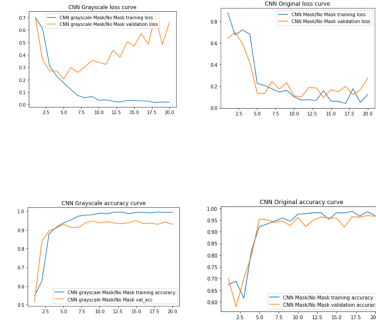 CNN Grayscale loss curve
CNN grayscale Mask/No Mask training loss
CNN grayscale Mask/No Mask validation loss
0.7
0.6
0.5
0.4
0.3
0.2
0.1
0.0
2.5 5.0 7.5 10.0 12.5 15.0 17.5 20.0
CNN Original loss curve
CNN Mask/No Mask training loss
CNN Mask/No Mask validation loss
0.8
0.6
0.4
0.2
0.0
2.5 5.0 7.5 10.0 12.5 15.0 17.5 20.0
CNN Grayscale accuracy curve
1.0
0.9
0.8
0.7
0.6
0.5
CNN grayscale Mask/No Mask training accuracy
CNN grayscale Mask/No Mask val_acc
2.5 5.0 7.5 10.0 12.5 15.0 17.5 20.0
CNN Original accuracy curve
1.00
0.95
0.90
0.85
0.80
0.75
0.70
0.65
0.60
CNN Mask/No Mask training accuracy
CNN Mask/No Mask validation accuracy
2.5 5.0 7.5 10.0 12.5 15.0 17.5 20.0